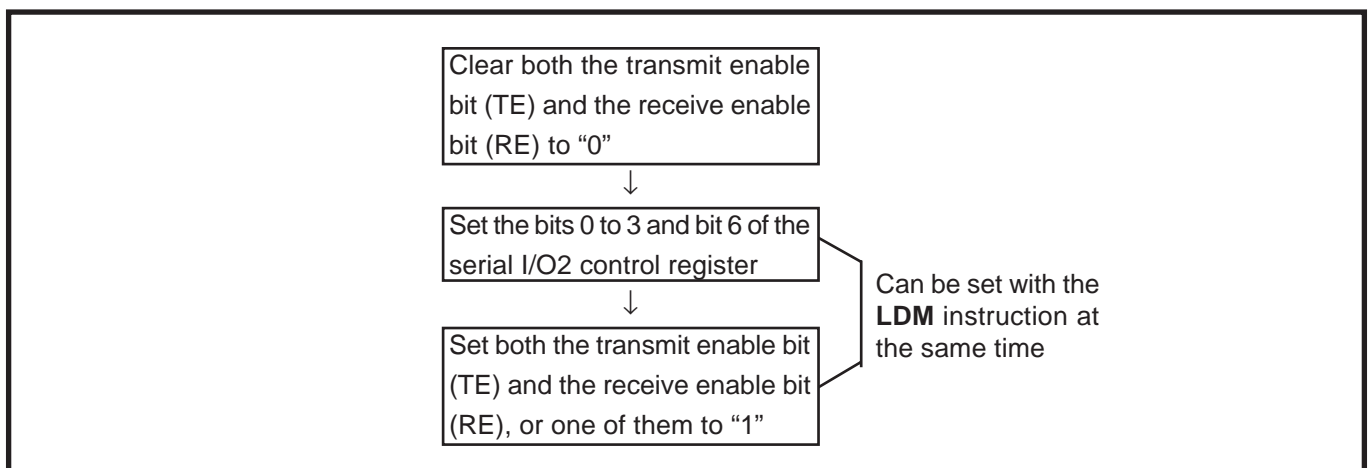 Clear both the transmit enable
bit (TE) and the receive enable
bit (RE) to “0”
↓
Set the bits 0 to 3 and bit 6 of the
serial I/O2 control register
↓
Set both the transmit enable bit
(TE) and the receive enable bit
(RE), or one of them to “1”
Can be set with the
LDM instruction at
the same time